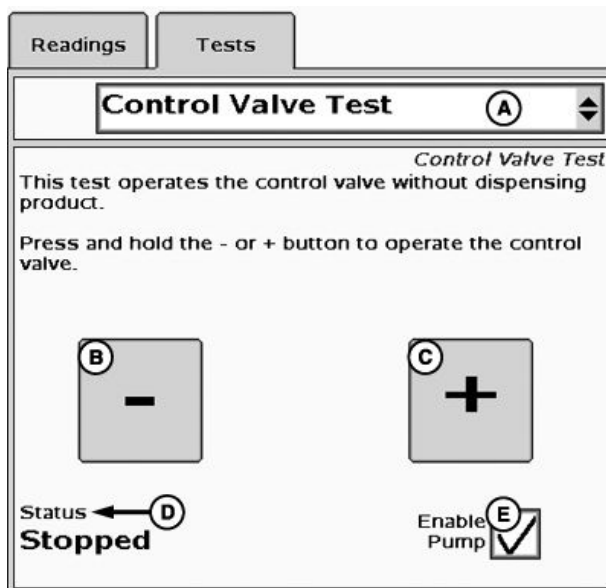 Readings
Tests
Control Valve Test
A
Control Valve Test
This test operates the control valve without dispensing
product.
Press and hold the - or + button to operate the control
valve.
B
-
C
+
Status
D
Stopped
Enable
Pump
E